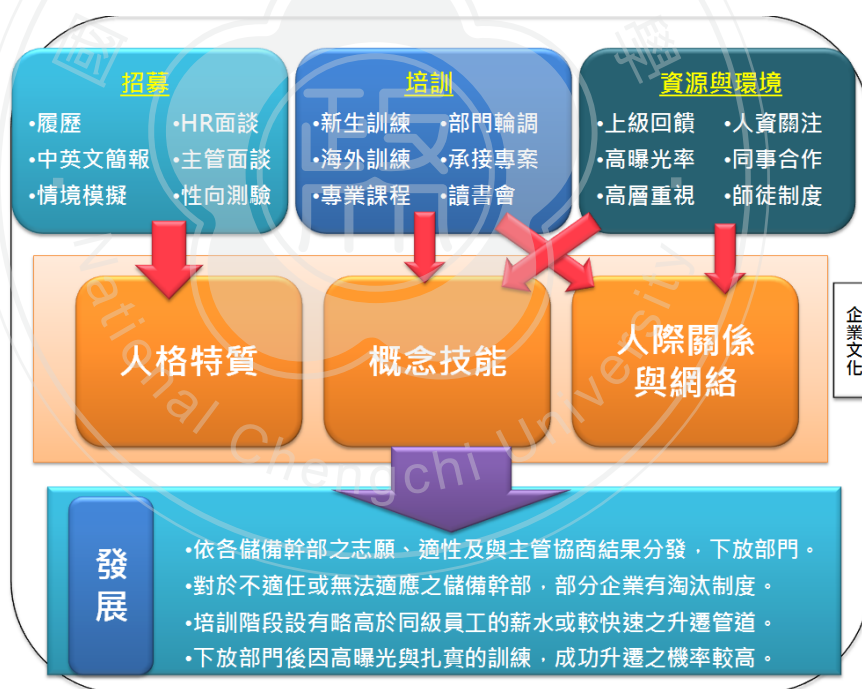 招募
•履歷 •HR面談
•中英文簡報 •主管面談
•情境模擬 •性向測驗
培訓
•新生訓練 •部門輪調
•海外訓練 •承接專案
•專業課程 •讀書會
資源與環境
•上級回饋 •人資關注
•高曝光率 •同事合作
•高層重視 •師徒制度
人格特質
概念技能
人際關係
與網絡
企業文化
發展
•依各儲備幹部之志願、適性及與主管協商結果分發，下放部門。
•對於不適任或無法適應之儲備幹部，部分企業有淘汰制度。
•培訓階段設有略高於同級員工的薪水或較快速之升遷管道。
•下放部門後因高曝光與扎實的訓練，成功升遷之機率較高。
National Chengchi University